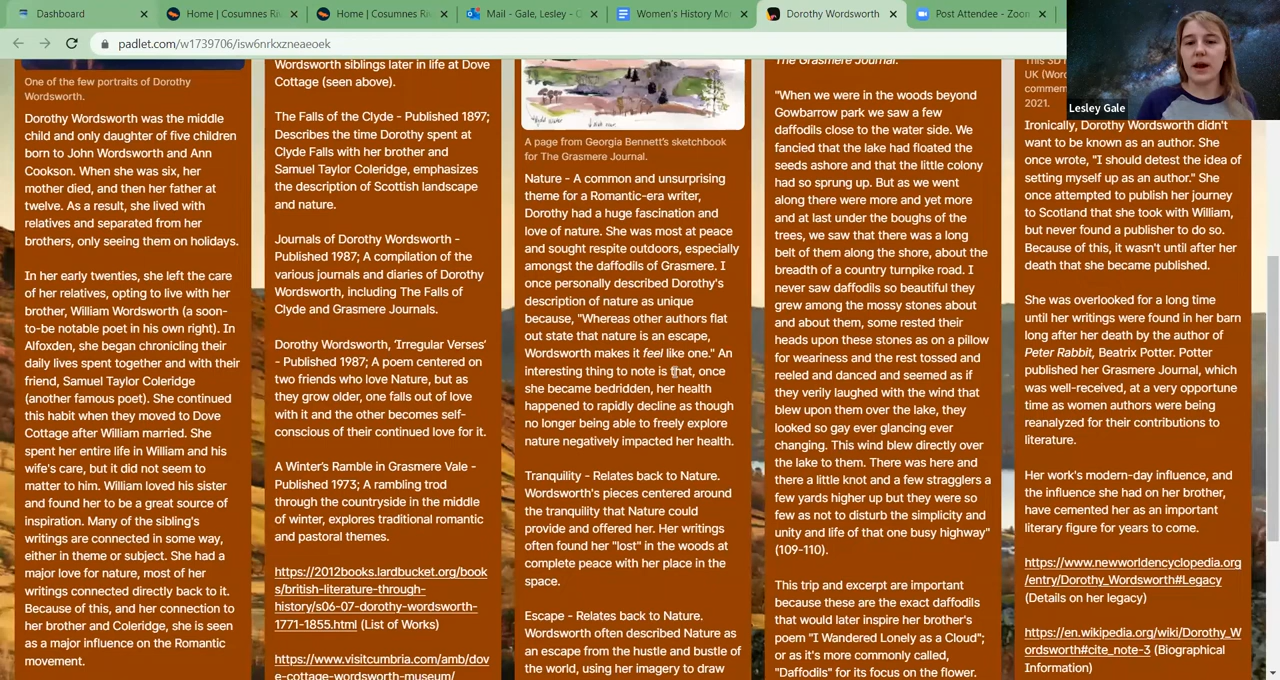 Dashboard
Home | Cosumnes Ri
Home | Cosumnes Ri
Mail - Gale, Lesley - O
Women's History Mo
Dorothy Wordsworth
Post Attendee - Zoom
padlet.com/w1739706/isw6nrkxzneaeoek
Lesley Gale
One of the few portraits of Dorothy
Wordsworth.
Dorothy Wordsworth was the middle
child and only daughter of five children
born to John Wordsworth and Ann
Cookson. When she was six, her
mother died, and then her father at
twelve. As a result, she lived with
relatives and separated from her
brothers, only seeing them on holidays.
In her early twenties, she left the care
of her relatives, opting to live with her
brother, William Wordsworth (a soon-
to-be notable poet in his own right). In
Alfoxden, she began chronicling their
daily lives spent together and with their
friend, Samuel Taylor Coleridge
(another famous poet). She continued
this habit when they moved to Dove
Cottage after William married. She
spent her entire life in William and his
wife's care, but it did not seem to
matter to him. William loved his sister
and found her to be a great source of
inspiration. Many of the sibling's
writings are connected in some way,
either in theme or subject. She had a
major love for nature, most of her
writings connected directly back to it.
Because of this, and her connection to
her brother and Coleridge, she is seen
as a major influence on the Romantic
movement.
Wordsworth siblings later in life at Dove
Cottage (seen above).
The Falls of the Clyde - Published 1897;
Describes the time Dorothy spent at
Clyde Falls with her brother and
Samuel Taylor Coleridge, emphasizes
the description of Scottish landscape
and nature.
Journals of Dorothy Wordsworth -
Published 1987; A compilation of the
various journals and diaries of Dorothy
Wordsworth, including The Falls of
Clyde and Grasmere Journals.
Dorothy Wordsworth, 'Irregular Verses'
- Published 1987; A poem centered on
two friends who love Nature, but as
they grow older, one falls out of love
with it and the other becomes self-
conscious of their continued love for it.
A Winter's Ramble in Grasmere Vale -
Published 1973; A rambling trod
through the countryside in the middle
of winter, explores traditional romantic
and pastoral themes.
https://2012books.lardbucket.org/book
s/british-literature-through-
history/s06-07-dorothy-wordsworth-
1771-1855.html (List of Works)
https://www.visitcumbria.com/amb/dov
e-cottage-wordsworth-museum/
A page from Georgia Bennett's sketchbook
for The Grasmere Journal.
Nature - A common and unsurprising
theme for a Romantic-era writer,
Dorothy had a huge fascination and
love of nature. She was most at peace
and sought respite outdoors, especially
amongst the daffodils of Grasmere. I
once personally described Dorothy's
description of nature as unique
because, "Whereas other authors flat
out state that nature is an escape,
Wordsworth makes it feel like one." An
interesting thing to note is that, once
she became bedridden, her health
happened to rapidly decline as though
no longer being able to freely explore
nature negatively impacted her health.
Tranquility - Relates back to Nature.
Wordsworth's pieces centered around
the tranquility that Nature could
provide and offered her. Her writings
often found her "lost" in the woods at
complete peace with her place in the
space.
Escape - Relates back to Nature.
Wordsworth often described Nature as
an escape from the hustle and bustle of
the world, using her imagery to draw
The Grasmere Journal.
"When we were in the woods beyond
Gowbarrow park we saw a few
daffodils close to the water side. We
fancied that the lake had floated the
seeds ashore and that the little colony
had so sprung up. But as we went
along there were more and yet more
and at last under the boughs of the
trees, we saw that there was a long
belt of them along the shore, about the
breadth of a country turnpike road. I
never saw daffodils so beautiful they
grew among the mossy stones about
and about them, some rested their
heads upon these stones as on a pillow
for weariness and the rest tossed and
reeled and danced and seemed as if
they verily laughed with the wind that
blew upon them over the lake, they
looked so gay ever glancing ever
changing. This wind blew directly over
the lake to them. There was here and
there a little knot and a few stragglers a
few yards higher up but they were so
few as not to disturb the simplicity and
unity and life of that one busy highway"
(109-110).
This trip and excerpt are important
because these are the exact daffodils
that would later inspire her brother's
poem "I Wandered Lonely as a Cloud";
or as it's more commonly called,
"Daffodils" for its focus on the flower.
This 3D
UK (Wor
comme
2021.
Ironically, Dorothy Wordsworth didn't
want to be known as an author. She
once wrote, "I should detest the idea of
setting myself up as an author." She
once attempted to publish her journey
to Scotland that she took with William,
but never found a publisher to do so.
Because of this, it wasn't until after her
death that she became published.
She was overlooked for a long time
until her writings were found in her barn
long after her death by the author of
Peter Rabbit, Beatrix Potter. Potter
published her Grasmere Journal, which
was well-received, at a very opportune
time as women authors were being
reanalyzed for their contributions to
literature.
Her work's modern-day influence, and
the influence she had on her brother,
have cemented her as an important
literary figure for years to come.
https://www.newworldencyclopedia.org
/entry/Dorothy_Wordsworth#Legacy
(Details on her legacy)
https://en.wikipedia.org/wiki/Dorothy_W
ordsworth#cite_note-3 (Biographical
Information)